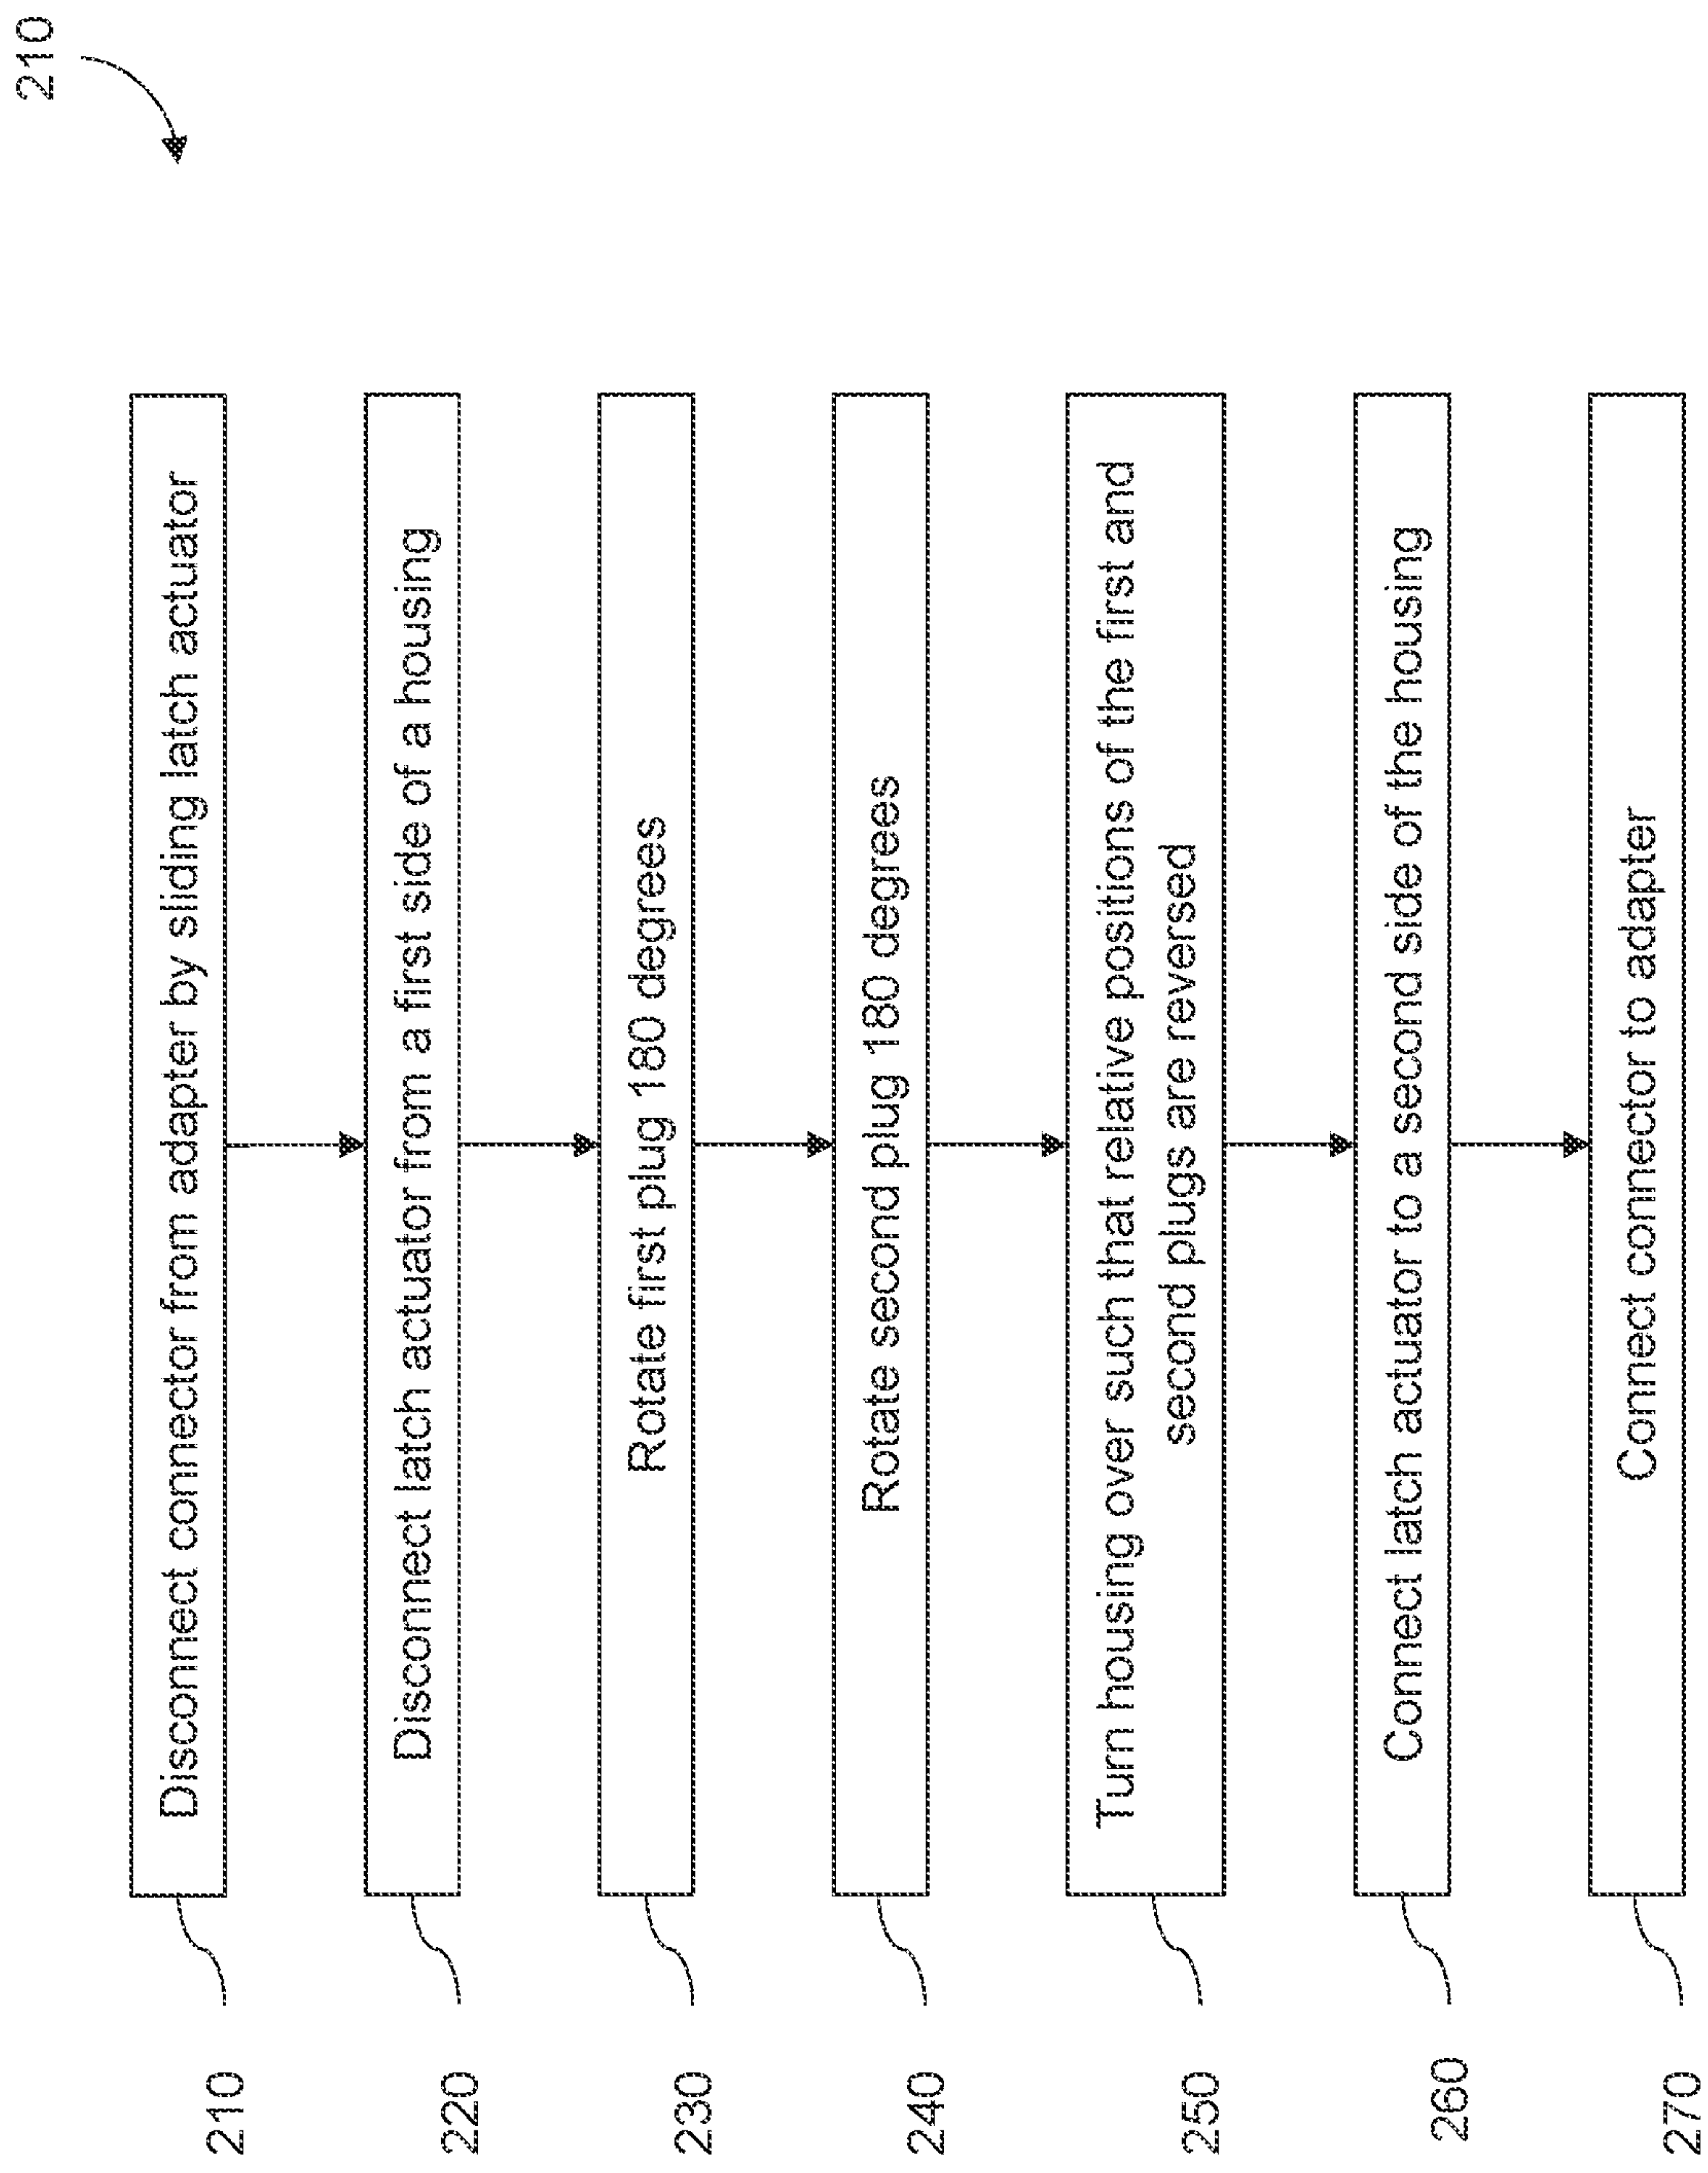 210
210
Disconnect connector from adapter by sliding latch actuator
220
Disconnect latch actuator from a first side of a housing
230
Rotate first plug 180 degrees
240
Rotate second plug 180 degrees
250
Turn housing over such that relative positions of the first and
second plugs are reversed
260
Connect latch actuator to a second side of the housing
270
Connect connector to adapter